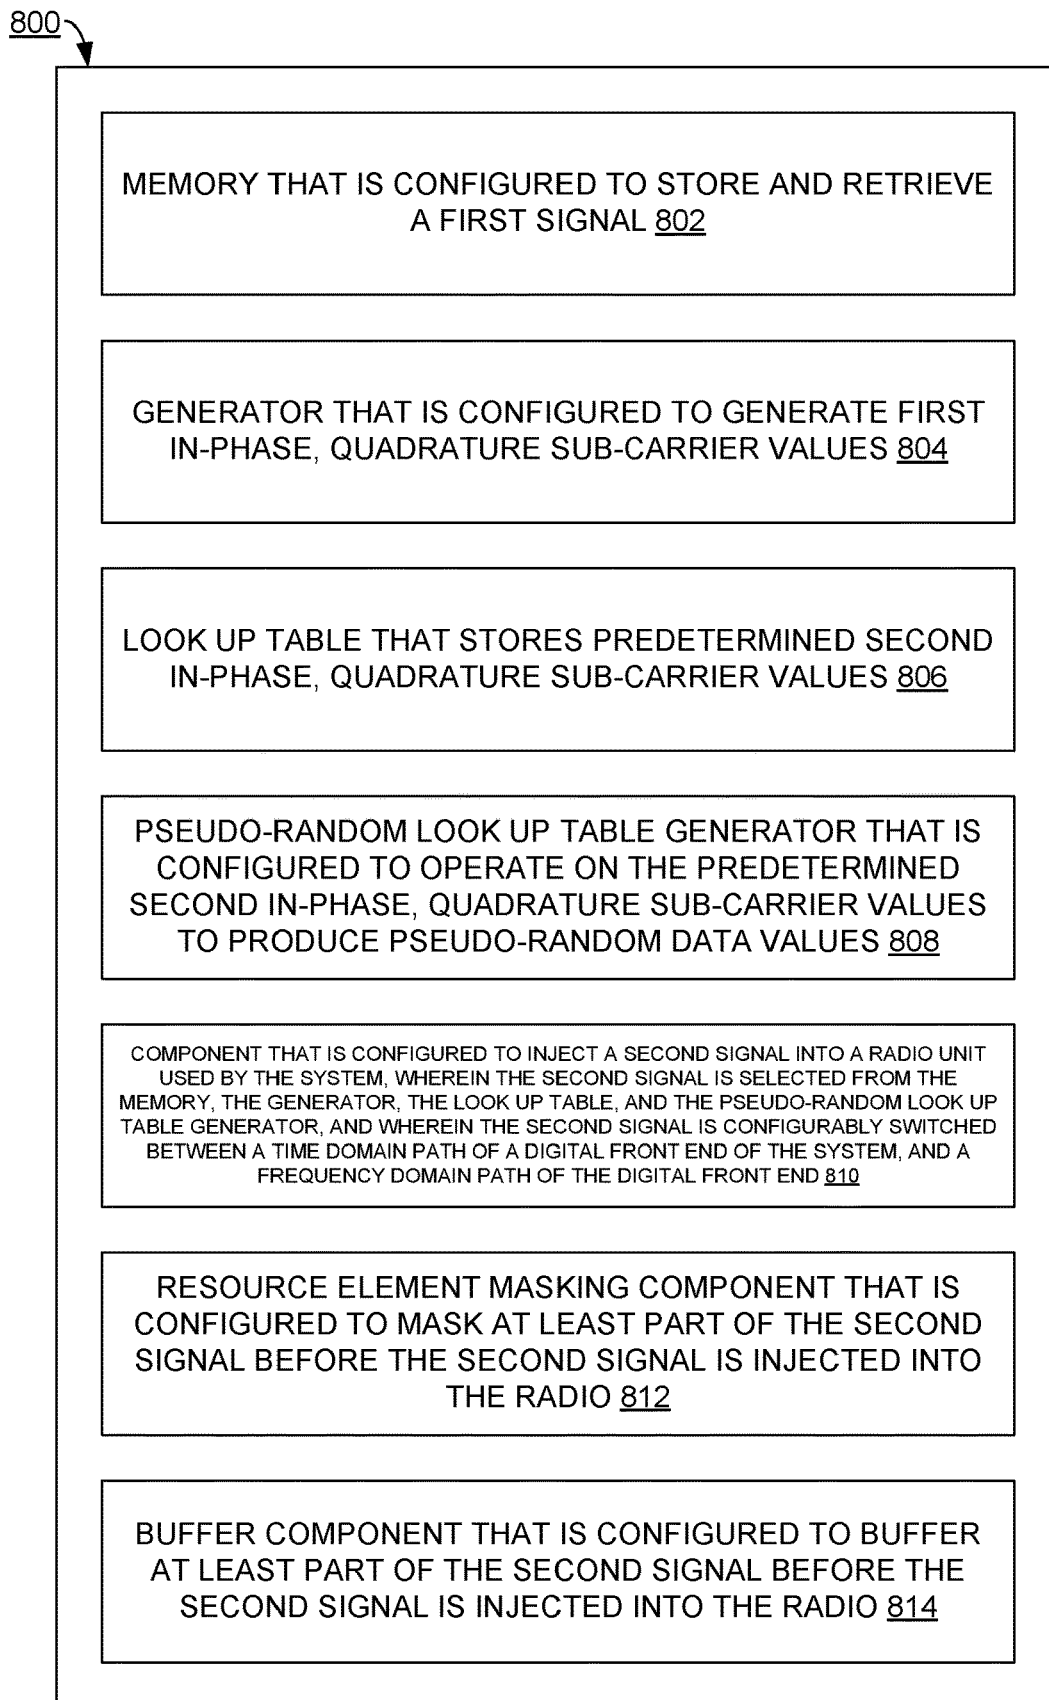 800
MEMORY THAT IS CONFIGURED TO STORE AND RETRIEVE
A FIRST SIGNAL 802
GENERATOR THAT IS CONFIGURED TO GENERATE FIRST
IN-PHASE, QUADRATURE SUB-CARRIER VALUES 804
LOOK UP TABLE THAT STORES PREDETERMINED SECOND
IN-PHASE, QUADRATURE SUB-CARRIER VALUES 806
PSEUDO-RANDOM LOOK UP TABLE GENERATOR THAT IS
CONFIGURED TO OPERATE ON THE PREDETERMINED
SECOND IN-PHASE, QUADRATURE SUB-CARRIER VALUES
TO PRODUCE PSEUDO-RANDOM DATA VALUES 808
COMPONENT THAT IS CONFIGURED TO INJECT A SECOND SIGNAL INTO A RADIO UNIT
USED BY THE SYSTEM, WHEREIN THE SECOND SIGNAL IS SELECTED FROM THE
MEMORY, THE GENERATOR, THE LOOK UP TABLE, AND THE PSEUDO-RANDOM LOOK UP
TABLE GENERATOR, AND WHEREIN THE SECOND SIGNAL IS CONFIGURABLY SWITCHED
BETWEEN A TIME DOMAIN PATH OF A DIGITAL FRONT END OF THE SYSTEM, AND A
FREQUENCY DOMAIN PATH OF THE DIGITAL FRONT END 810
RESOURCE ELEMENT MASKING COMPONENT THAT IS
CONFIGURED TO MASK AT LEAST PART OF THE SECOND
SIGNAL BEFORE THE SECOND SIGNAL IS INJECTED INTO
THE RADIO 812
BUFFER COMPONENT THAT IS CONFIGURED TO BUFFER
AT LEAST PART OF THE SECOND SIGNAL BEFORE THE
SECOND SIGNAL IS INJECTED INTO THE RADIO 814